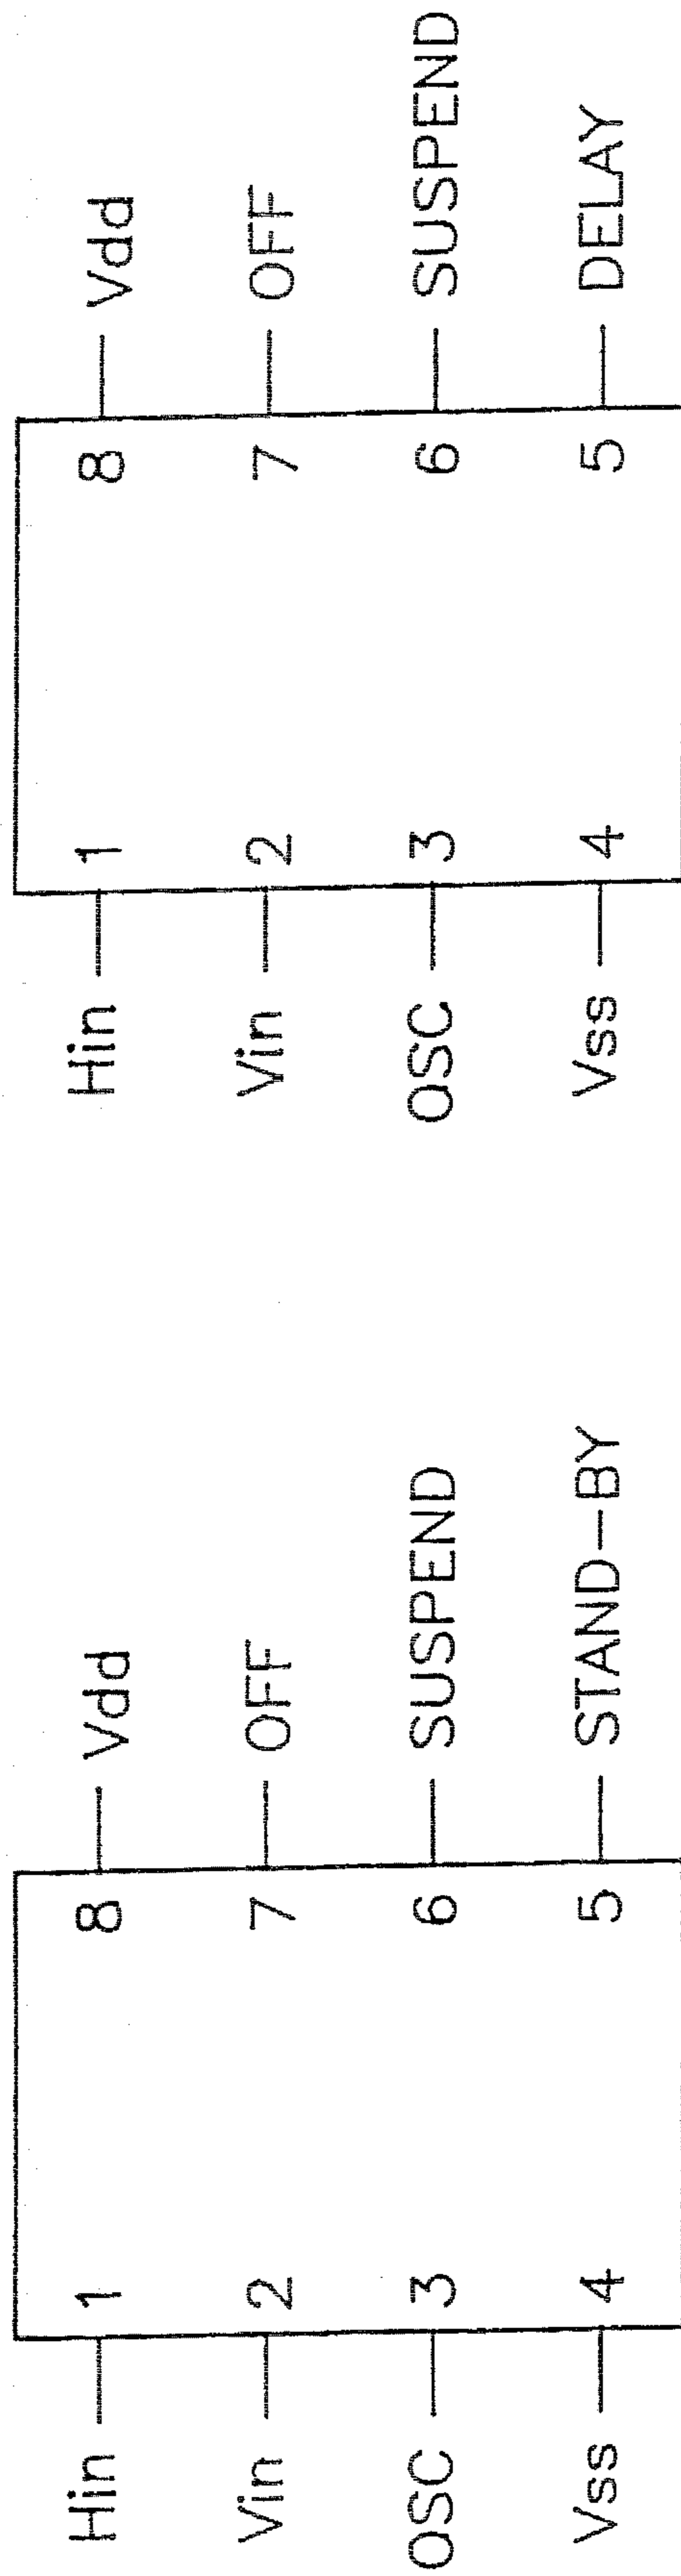 Hin 1 8 Vdd
Vin 2 7 OFF
OSC 3 6 SUSPEND
Vss 4 5 STAND-BY
Hin 1 8 Vdd
Vin 2 7 OFF
OSC 3 6 SUSPEND
Vss 4 5 DELAY